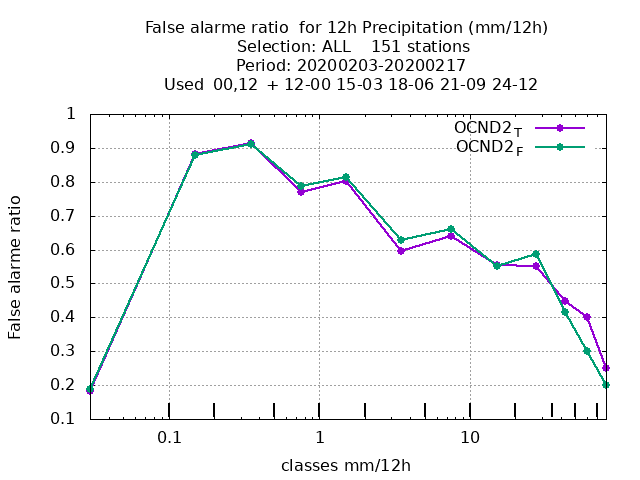 False alarme ratio  for 12h Precipitation (mm/12h)
Selection: ALL    151 stations
Period: 20200203-20200217
Used  00,12  + 12-00 15-03 18-06 21-09 24-12
OCND2T
OCND2F
1
0.9
0.8
0.7
0.6
0.5
0.4
0.3
0.2
0.1
False alarme ratio
0.1 1 10
classes mm/12h